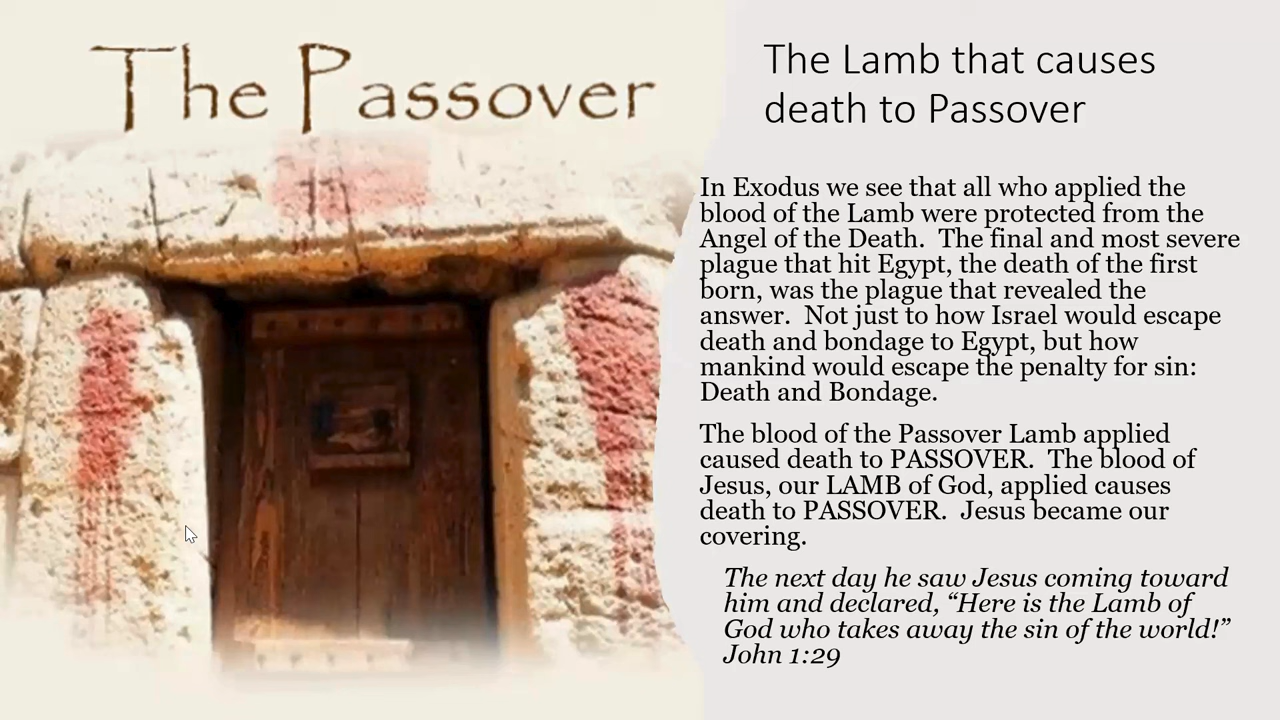 The Passover
The Lamb that causes
death to Passover
In Exodus we see that all who applied the
blood of the Lamb were protected from the
Angel of the Death.  The final and most severe
plague that hit Egypt, the death of the first
born, was the plague that revealed the
answer.  Not just to how Israel would escape
death and bondage to Egypt, but how
mankind would escape the penalty for sin:
Death and Bondage.
The blood of the Passover Lamb applied
caused death to PASSOVER.  The blood of
Jesus, our LAMB of God, applied causes
death to PASSOVER.  Jesus became our
covering.
The next day he saw Jesus coming toward
him and declared, “Here is the Lamb of
God who takes away the sin of the world!”
John 1:29